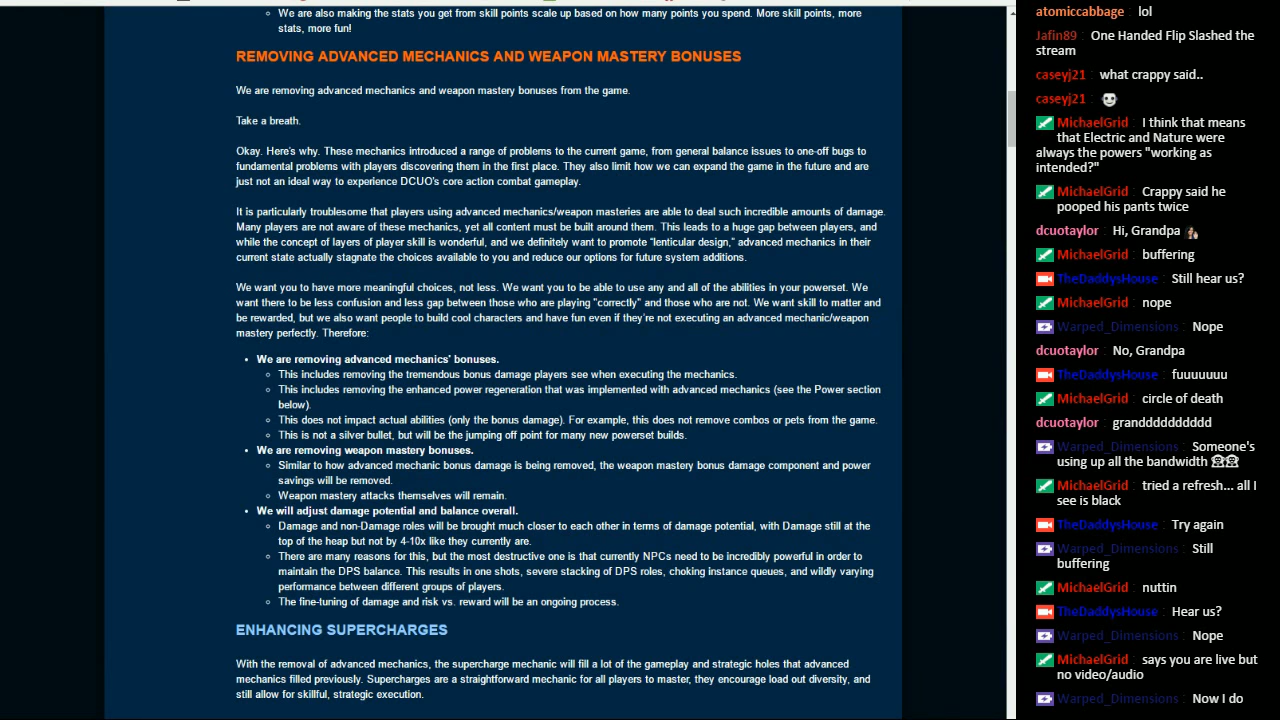 We are also making the stats you get from skill points scale up based on how many points you spend. More skill points, more
stats, more fun!
REMOVING ADVANCED MECHANICS AND WEAPON MASTERY BONUSES
We are removing advanced mechanics and weapon mastery bonuses from the game.
Take a breath.
Okay. Here's why. These mechanics introduced a range of problems to the current game, from general balance issues to one-off bugs to
fundamental problems with players discovering them in the first place. They also limit how we can expand the game in the future and are
just not an ideal way to experience DCUO's core action combat gameplay.
It is particularly troublesome that players using advanced mechanics/weapon masteries are able to deal such incredible amounts of damage.
Many players are not aware of these mechanics, yet all content must be built around them. This leads to a huge gap between players, and
while the concept of layers of player skill is wonderful, and we definitely want to promote "lenticular design," advanced mechanics in their
current state actually stagnate the choices available to you and reduce our options for future system additions.
We want you to have more meaningful choices, not less. We want you to be able to use any and all of the abilities in your powerset. We
want there to be less confusion and less gap between those who are playing "correctly" and those who are not. We want skill to matter and
be rewarded, but we also want people to build cool characters and have fun even if they're not executing an advanced mechanic/weapon
mastery perfectly. Therefore:
We are removing advanced mechanics' bonuses.
This includes removing the tremendous bonus damage players see when executing the mechanics.
This includes removing the enhanced power regeneration that was implemented with advanced mechanics (see the Power section
below).
This does not impact actual abilities (only the bonus damage). For example, this does not remove combos or pets from the game.
This is not a silver bullet, but will be the jumping off point for many new powerset builds.
We are removing weapon mastery bonuses.
Similar to how advanced mechanic bonus damage is being removed, the weapon mastery bonus damage component and power
savings will be removed.
Weapon mastery attacks themselves will remain.
We will adjust damage potential and balance overall.
Damage and non-Damage roles will be brought much closer to each other in terms of damage potential, with Damage still at the
top of the heap but not by 4-10x like they currently are.
There are many reasons for this, but the most destructive one is that currently NPCs need to be incredibly powerful in order to
maintain the DPS balance. This results in one shots, severe stacking of DPS roles, choking instance queues, and wildly varying
performance between different groups of players.
The fine-tuning of damage and risk vs. reward will be an ongoing process.
ENHANCING SUPERCHARGES
With the removal of advanced mechanics, the supercharge mechanic will fill a lot of the gameplay and strategic holes that advanced
mechanics filled previously. Supercharges are a straightforward mechanic for all players to master, they encourage load out diversity, and
still allow for skillful, strategic execution.
atomiccabbage : lol
Jafin89 : One Handed Flip Slashed the
stream
caseyj21 : what crappy said..
caseyj21 :
MichaelGrid : I think that means
that Electric and Nature were
always the powers "working as
intended?"
MichaelGrid : Crappy said he
pooped his pants twice
dcuotaylor : Hi, Grandpa
MichaelGrid : buffering
TheDaddysHouse : Still hear us?
MichaelGrid : nope
Warped_Dimensions : Nope
dcuotaylor : No, Grandpa
TheDaddysHouse : fuuuuuu
MichaelGrid : circle of death
dcuotaylor : grandddddddddd
Warped_Dimensions : Someone's
using up all the bandwidth
MichaelGrid : tried a refresh... all I
see is black
TheDaddysHouse : Try again
Warped_Dimensions : Still
buffering
MichaelGrid : nuttin
TheDaddysHouse : Hear us?
Warped_Dimensions : Nope
MichaelGrid : says you are live but
no video/audio
Warped_Dimensions : Now I do